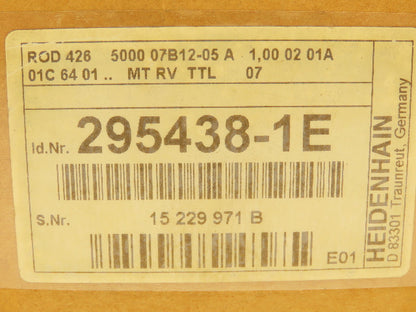 ROD 426 5000 07B12-05 A 1,00 02 01A
01C 64 01 .. MT RV TTL 07
Id.Nr. 295438-1E
S.Nr. 15 229 971 B
E01
HEIDENHAIN
D 83301 Traunreut, Germany